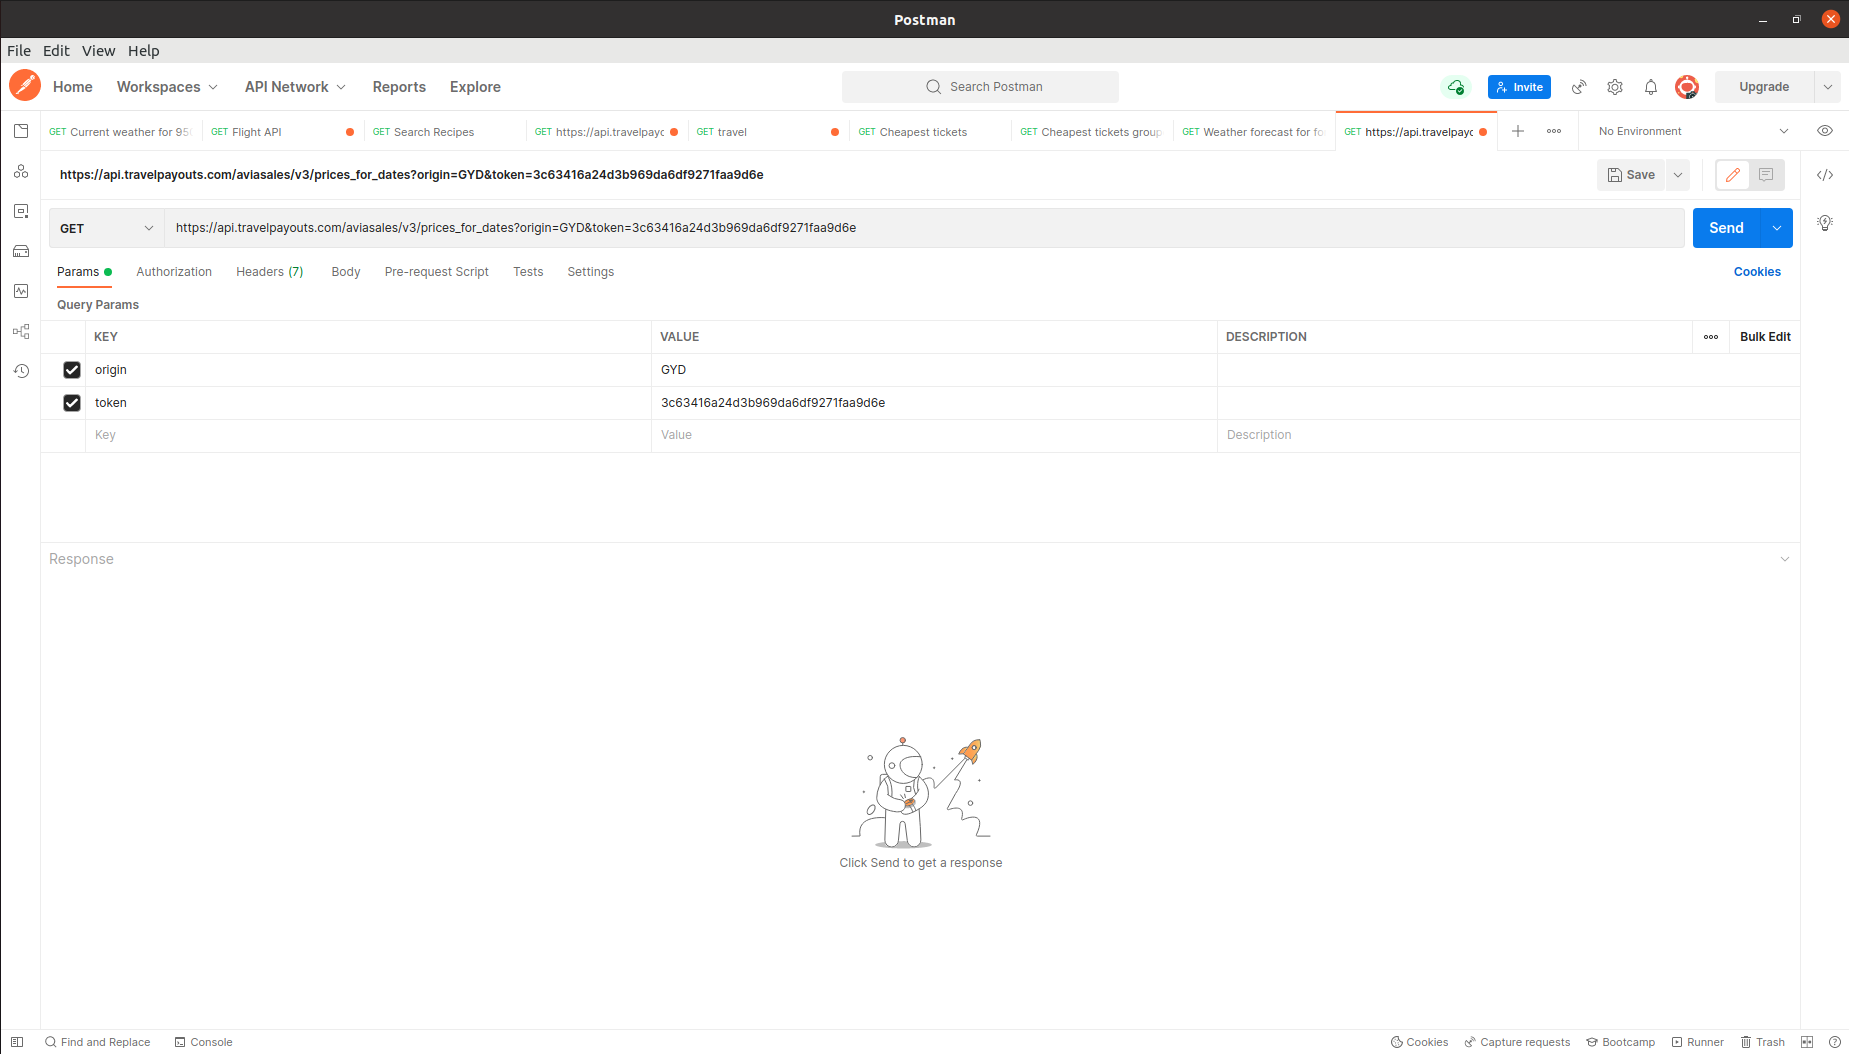 Postman
File Edit View Help
Home Workspaces API Network Reports Explore Search Postman Invite Upgrade
GET Current weather for 950 GET Flight API GET Search Recipes GET https://api.travelpayo GET travel GET Cheapest tickets GET Cheapest tickets group GET Weather forecast for fo GET https://api.travelpayo No Environment
https://api.travelpayouts.com/aviasales/v3/prices_for_dates?origin=GYD&token=3c63416a24d3b969da6df9271faa9d6e Save
GET https://api.travelpayouts.com/aviasales/v3/prices_for_dates?origin=GYD&token=3c63416a24d3b969da6df9271faa9d6e Send
Params Authorization Headers (7) Body Pre-request Script Tests Settings Cookies
Query Params
KEY VALUE DESCRIPTION Bulk Edit
origin GYD
token 3c63416a24d3b969da6df9271faa9d6e
Key Value Description
Response
Click Send to get a response
Find and Replace Console Cookies Capture requests Bootcamp Runner Trash